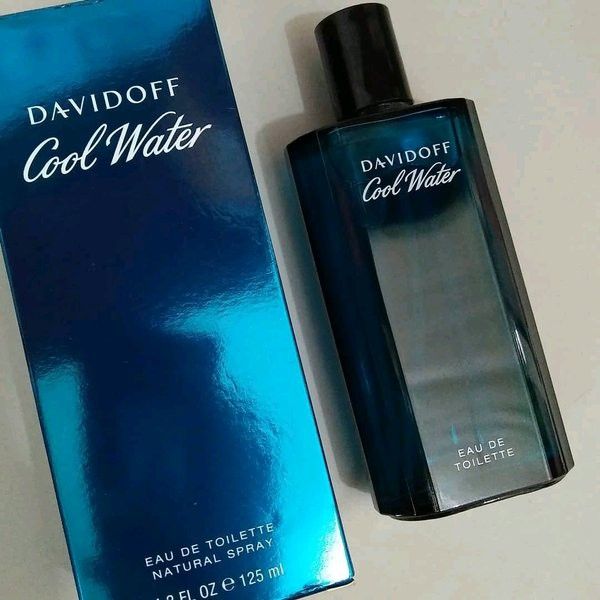 DAVIDOFF
Cool Water
EAU DE TOILETTE
NATURAL SPRAY
FL. OZ e 125 ml
DAVIDOFF
Cool Water
EAU DE
TOILETTE